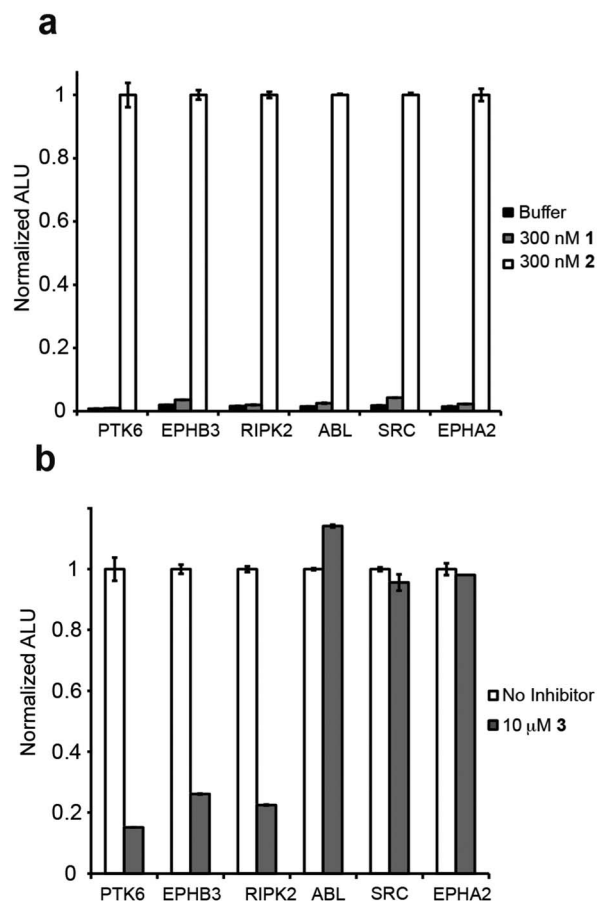 a
Normalized ALU
1
0.8
0.6
0.4
0.2
0
PTK6 EPHB3 RIPK2 ABL SRC EPHA2
Buffer
300 nM 1
300 nM 2
b
Normalized ALU
1
0.8
0.6
0.4
0.2
0
PTK6 EPHB3 RIPK2 ABL SRC EPHA2
No Inhibitor
10 μM 3